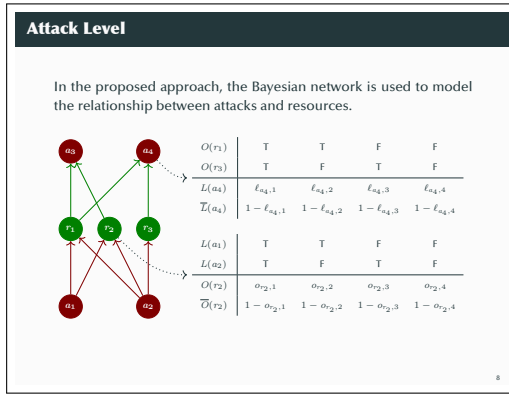 Attack Level
In the proposed approach, the Bayesian network is used to model
the relationship between attacks and resources.
a₃ a₄
r₁ r₂ r₃
a₁ a₂
O(r₁) T T F F
O(r₃) T F T F
L(a₄) ℓₐ₄,₁ ℓₐ₄,₂ ℓₐ₄,₃ ℓₐ₄,₄
L̅(a₄) 1 − ℓₐ₄,₁ 1 − ℓₐ₄,₂ 1 − ℓₐ₄,₃ 1 − ℓₐ₄,₄
L(a₁) T T F F
L(a₂) T F T F
O(r₂) oᵣ₂,₁ oᵣ₂,₂ oᵣ₂,₃ oᵣ₂,₄
O̅(r₂) 1 − oᵣ₂,₁ 1 − oᵣ₂,₂ 1 − oᵣ₂,₃ 1 − oᵣ₂,₄
8